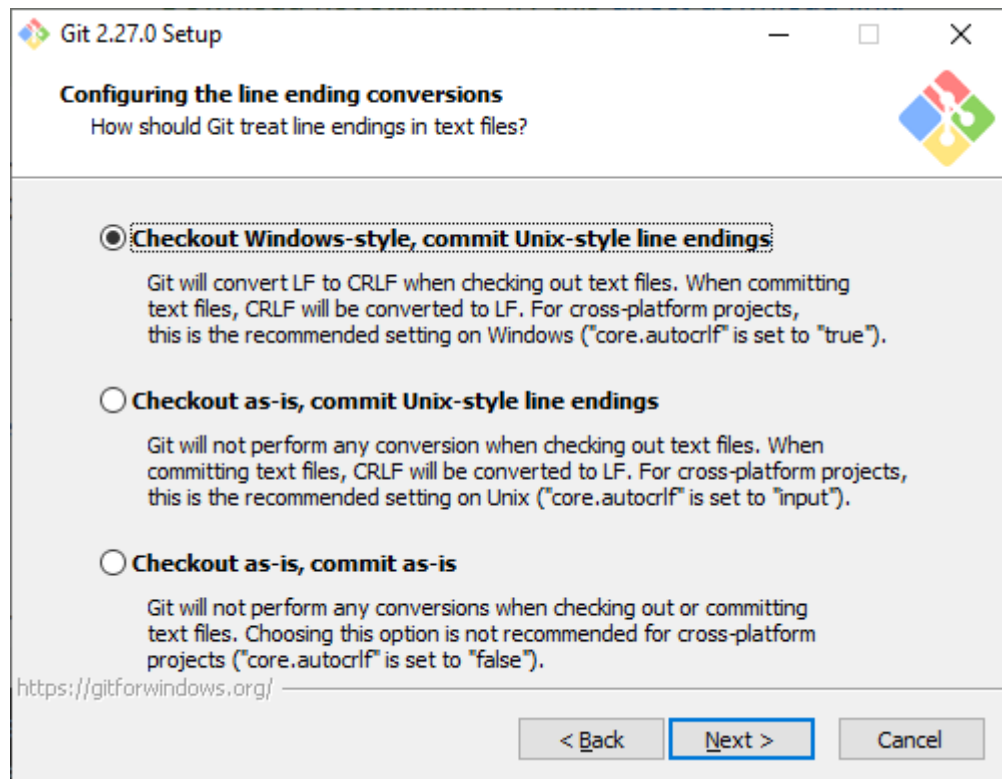 Git 2.27.0 Setup
Configuring the line ending conversions
How should Git treat line endings in text files?
Checkout Windows-style, commit Unix-style line endings
Git will convert LF to CRLF when checking out text files. When committing
text files, CRLF will be converted to LF. For cross-platform projects,
this is the recommended setting on Windows ("core.autocrlf" is set to "true").
Checkout as-is, commit Unix-style line endings
Git will not perform any conversion when checking out text files. When
committing text files, CRLF will be converted to LF. For cross-platform projects,
this is the recommended setting on Unix ("core.autocrlf" is set to "input").
Checkout as-is, commit as-is
Git will not perform any conversions when checking out or committing
text files. Choosing this option is not recommended for cross-platform
projects ("core.autocrlf" is set to "false").
https://gitforwindows.org/
< Back
Next >
Cancel